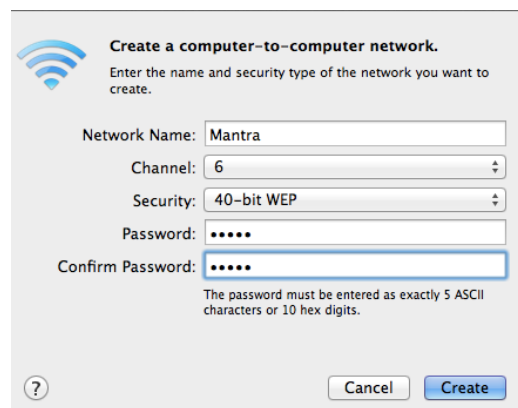 Create a computer-to-computer network.
Enter the name and security type of the network you want to
create.
Network Name: Mantra
Channel: 6
Security: 40-bit WEP
Password: •••••
Confirm Password: •••••
The password must be entered as exactly 5 ASCII
characters or 10 hex digits.
? Cancel Create